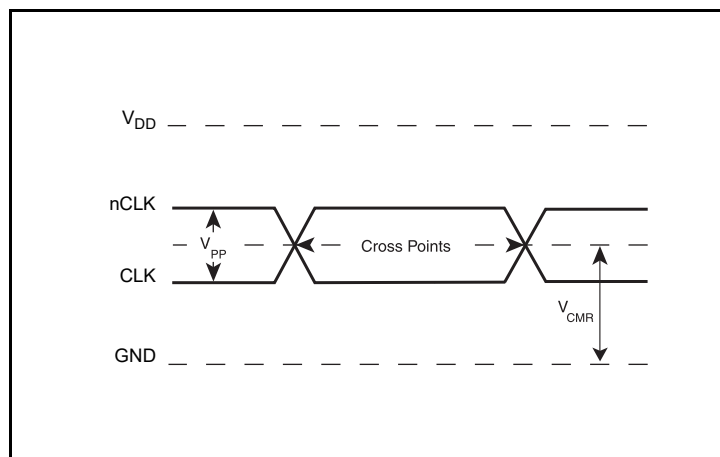 VDD
nCLK
VPP
Cross Points
CLK
VCMR
GND